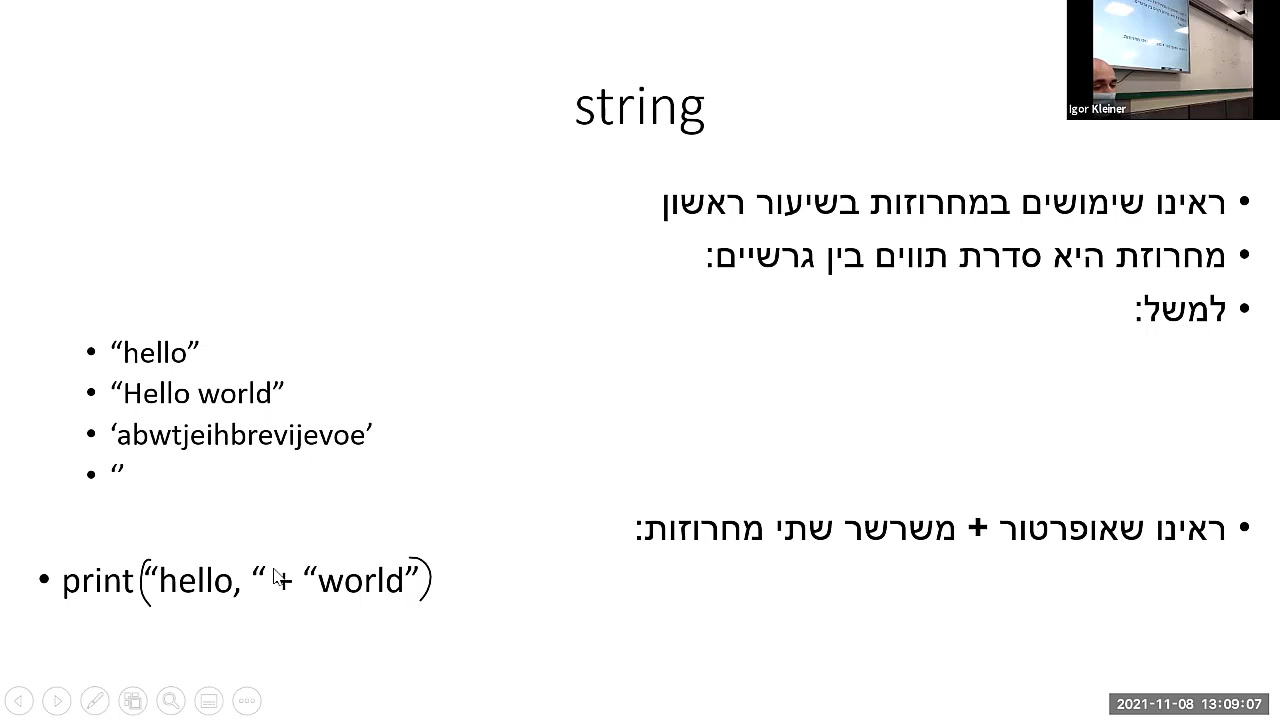 Igor Kleiner
string
• ראינו שימושים במחרוזות בשיעור ראשון
• מחרוזת היא סדרת תווים בין גרשיים:
• למשל:
• “hello”
• “Hello world”
• ‘abwtjeihbrevijevoe’
• ‘’
• ראינו שאופרטור + משרשר שתי מחרוזות:
• print(“hello, “ + “world”)
2021-11-08 13:09:07